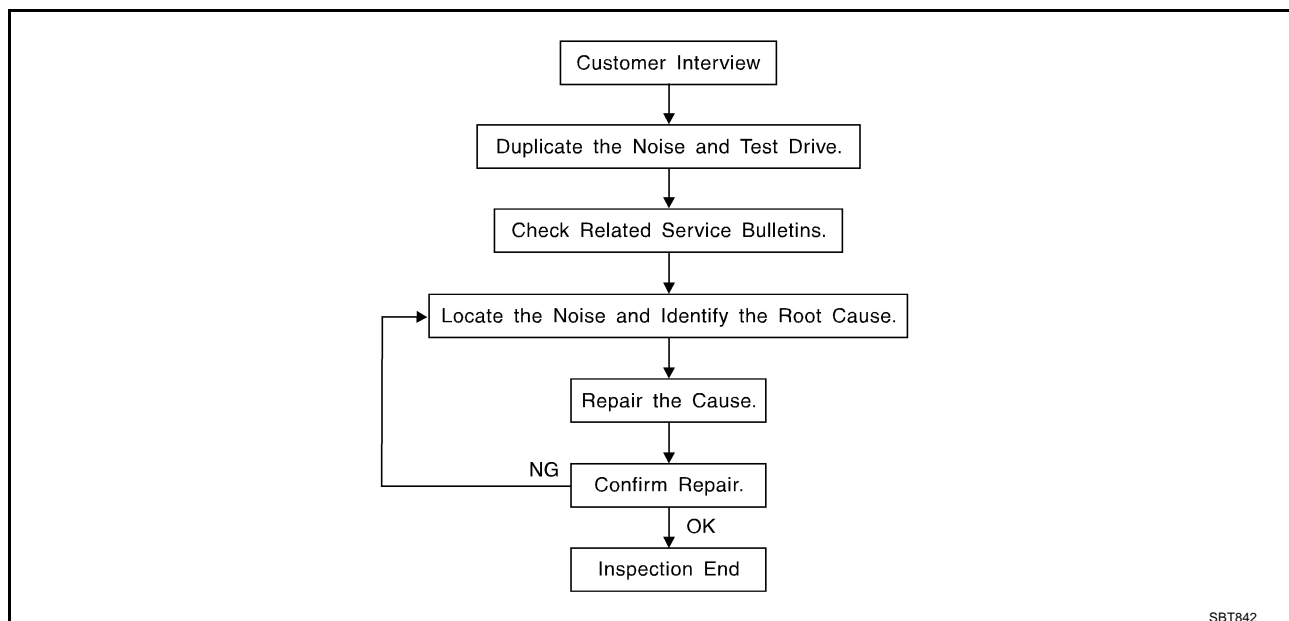 Customer Interview
Duplicate the Noise and Test Drive.
Check Related Service Bulletins.
Locate the Noise and Identify the Root Cause.
Repair the Cause.
NG
Confirm Repair.
OK
Inspection End
SBT842